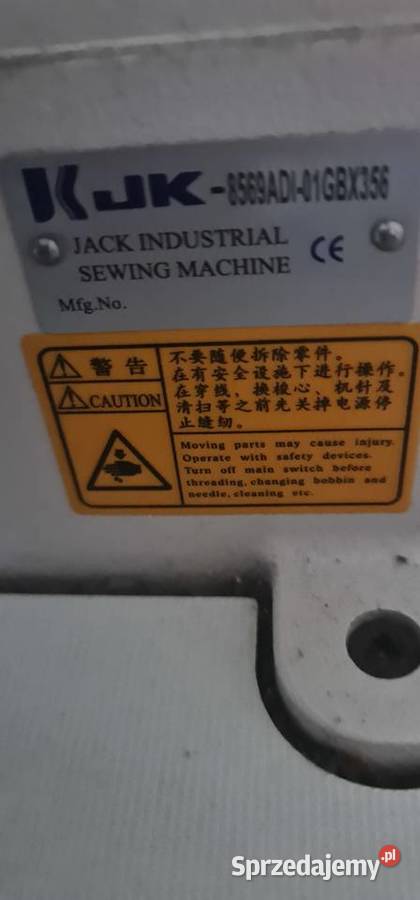 JK-8569ADI-01GBX356
JACK INDUSTRIAL
SEWING MACHINE
CE
Mfg.No.
警告
CAUTION
不要随便拆除零件。
在有安全设施下进行操作。
在穿线、换梭心、机针及
清扫等之前先关掉电源停
止缝纫。
Moving parts may cause injury.
Operate with safety devices.
Turn off main switch before
threading, changing bobbin and
needle, cleaning etc.
Sprzedajemy.pl